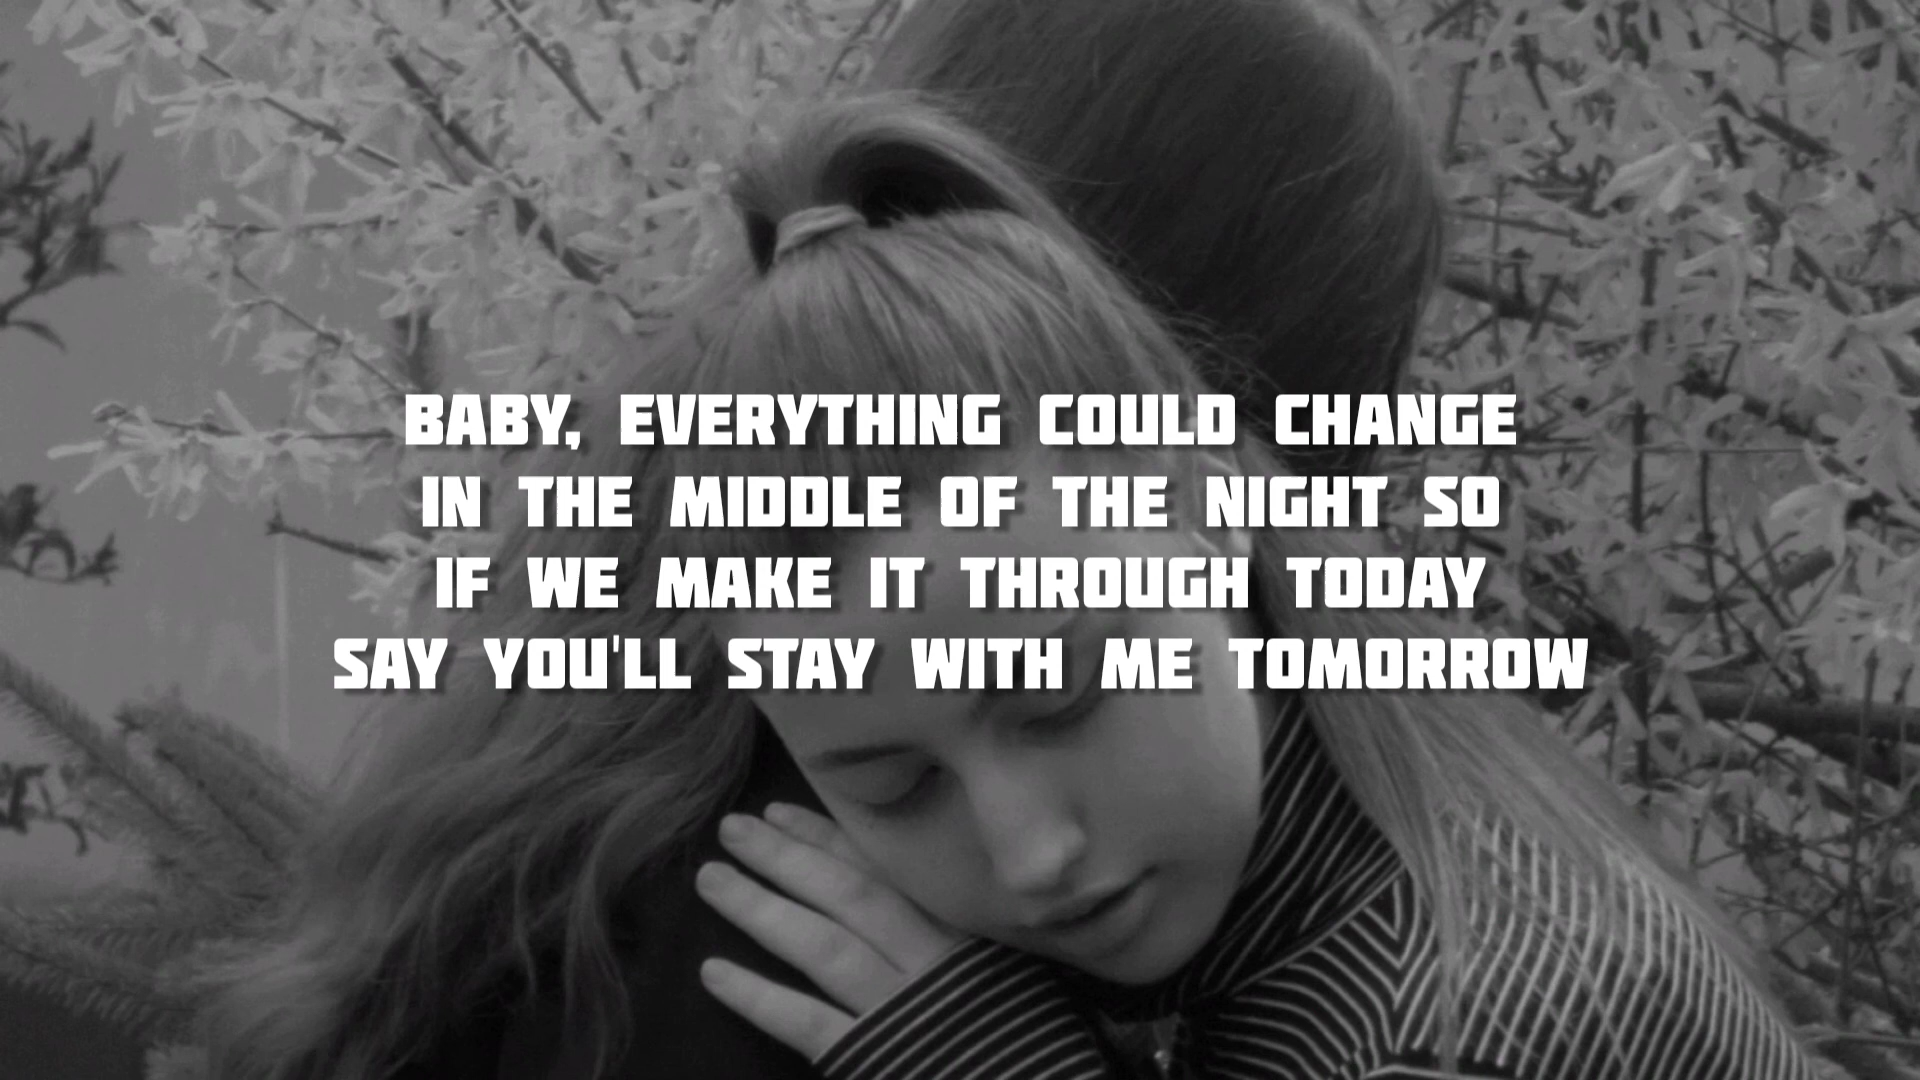 BABY, EVERYTHING COULD CHANGE
IN THE MIDDLE OF THE NIGHT SO
IF WE MAKE IT THROUGH TODAY
SAY YOU'LL STAY WITH ME TOMORROW